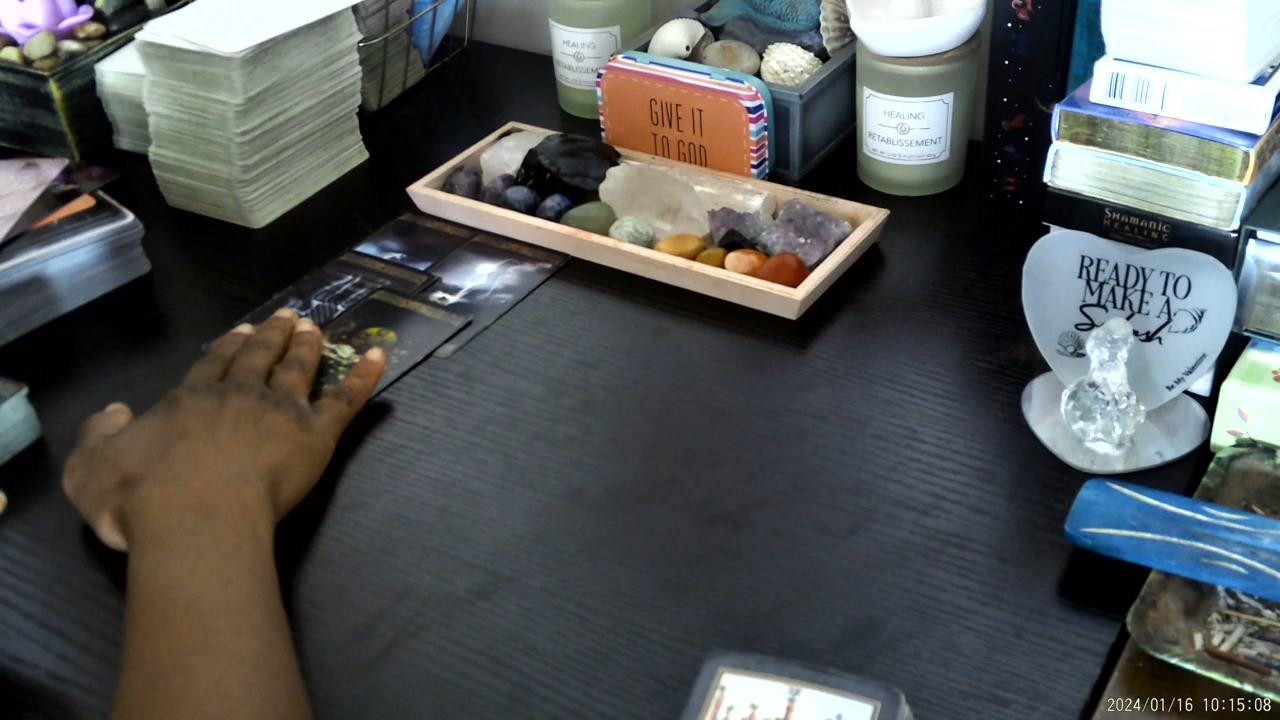 HEALING
GIVE IT
TO GOD
HEALING
RETABLISSEMENT
SHAMANIC
HEALING
READY TO
MAKE A
Splash
Be My Valentine
2024/01/16 10:15:08